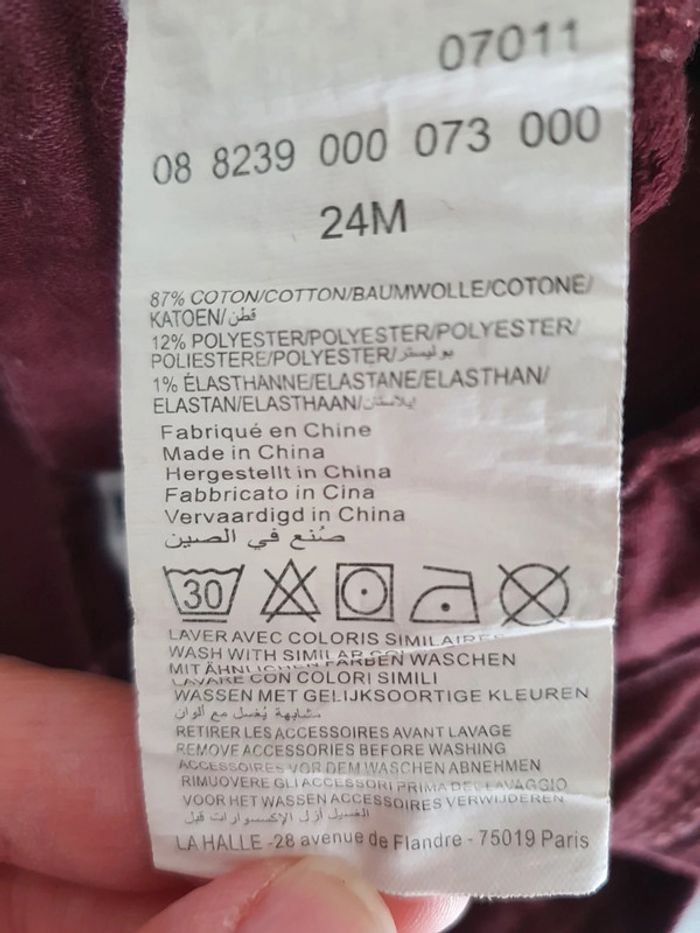 07011
08 8239 000 073 000
24M
87% COTON/COTTON/BAUMWOLLE/COTONE/
KATOEN/قطن
12% POLYESTER/POLYESTER/POLYESTER/
POLIESTERE/POLYESTER/بوليستر
1% ÉLASTHANNE/ELASTANE/ELASTHAN/
ELASTAN/ELASTHAAN/إيلاستان
Fabriqué en Chine
Made in China
Hergestellt in China
Fabbricato in Cina
Vervaardigd in China
صُنع في الصين
30
LAVER AVEC COLORIS SIMILAIRES
WASH WITH SIMILAR
MIT ÄHNLICHEN FARBEN WASCHEN
LAVARE CON COLORI SIMILI
WASSEN MET GELIJKSOORTIGE KLEUREN
مشابهة يُغسل مع ألوان
RETIRER LES ACCESSOIRES AVANT LAVAGE
REMOVE ACCESSORIES BEFORE WASHING
ACCESSOIRES VOR DEM WASCHEN ABNEHMEN
RIMUOVERE GLI ACCESSORI PRIMA DEL LAVAGGIO
VOOR HET WASSEN ACCESSOIRES VERWIJDEREN
الغسيل أزل الإكسسوارات قبل
LA HALLE -28 avenue de Flandre - 75019 Paris